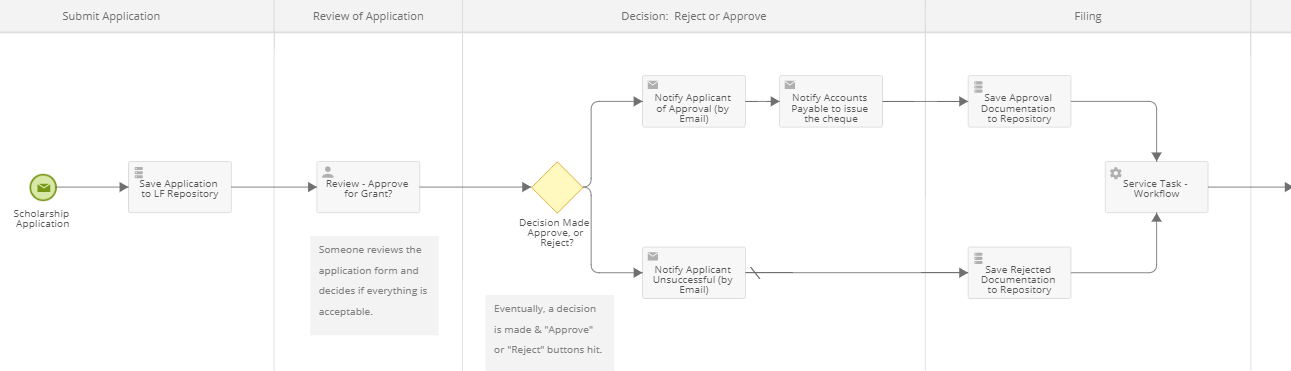 Submit Application
Review of Application
Decision:  Reject or Approve
Filing
Scholarship
Application
Save Application
to LF Repository
Review - Approve
for Grant?
Someone reviews the
application form and
decides if everything is
acceptable.
Decision Made
Approve, or
Reject?
Eventually, a decision
is made & "Approve"
or "Reject" buttons hit.
Notify Applicant
of Approval (by
Email)
Notify Accounts
Payable to issue
the cheque
Notify Applicant
Unsuccessful (by
Email)
Save Approval
Documentation
to Repository
Save Rejected
Documentation
to Repository
Service Task -
Workflow